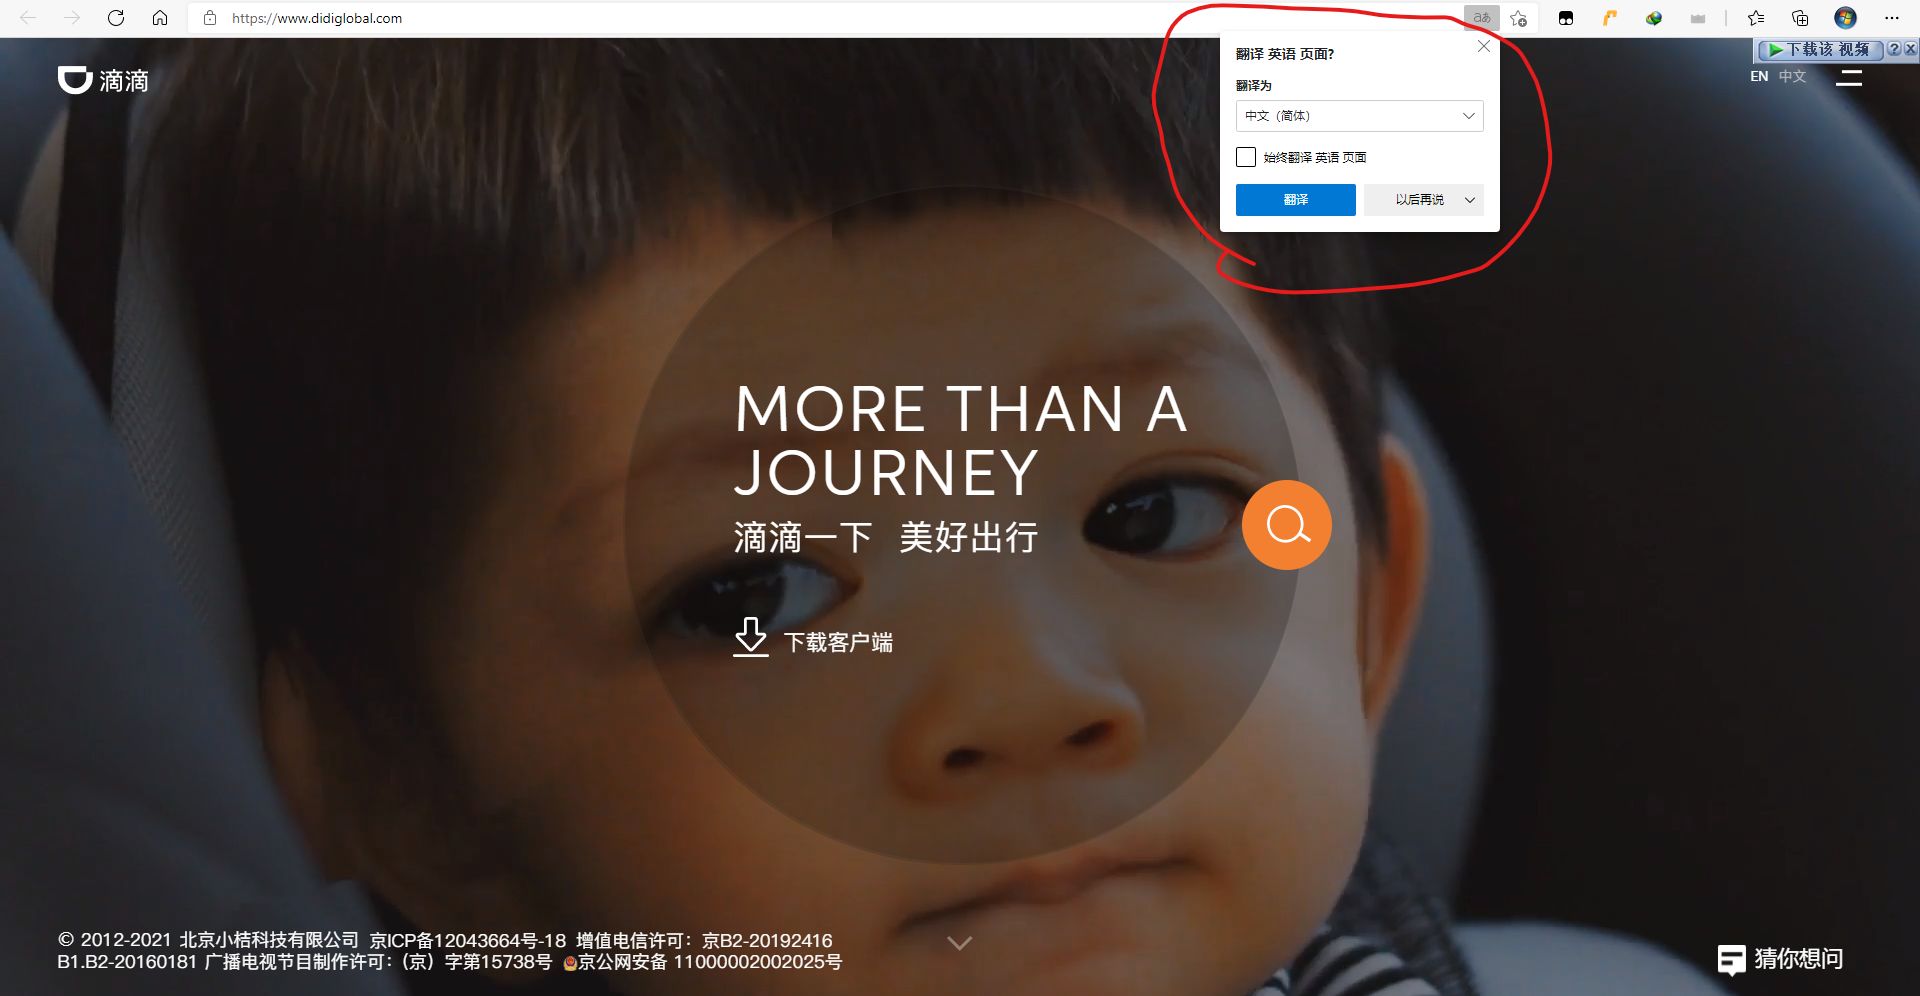 https://www.didiglobal.com
aあ
翻译 英语 页面?
翻译为
中文（简体）
始终翻译 英语 页面
翻译
以后再说
下载该 视频 ? X
滴滴
EN 中文
MORE THAN A
JOURNEY
滴滴一下 美好出行
下载客户端
© 2012-2021 北京小桔科技有限公司 京ICP备12043664号-18 增值电信许可：京B2-20192416
B1.B2-20160181 广播电视节目制作许可：（京）字第15738号 京公网安备 11000002002025号
猜你想问